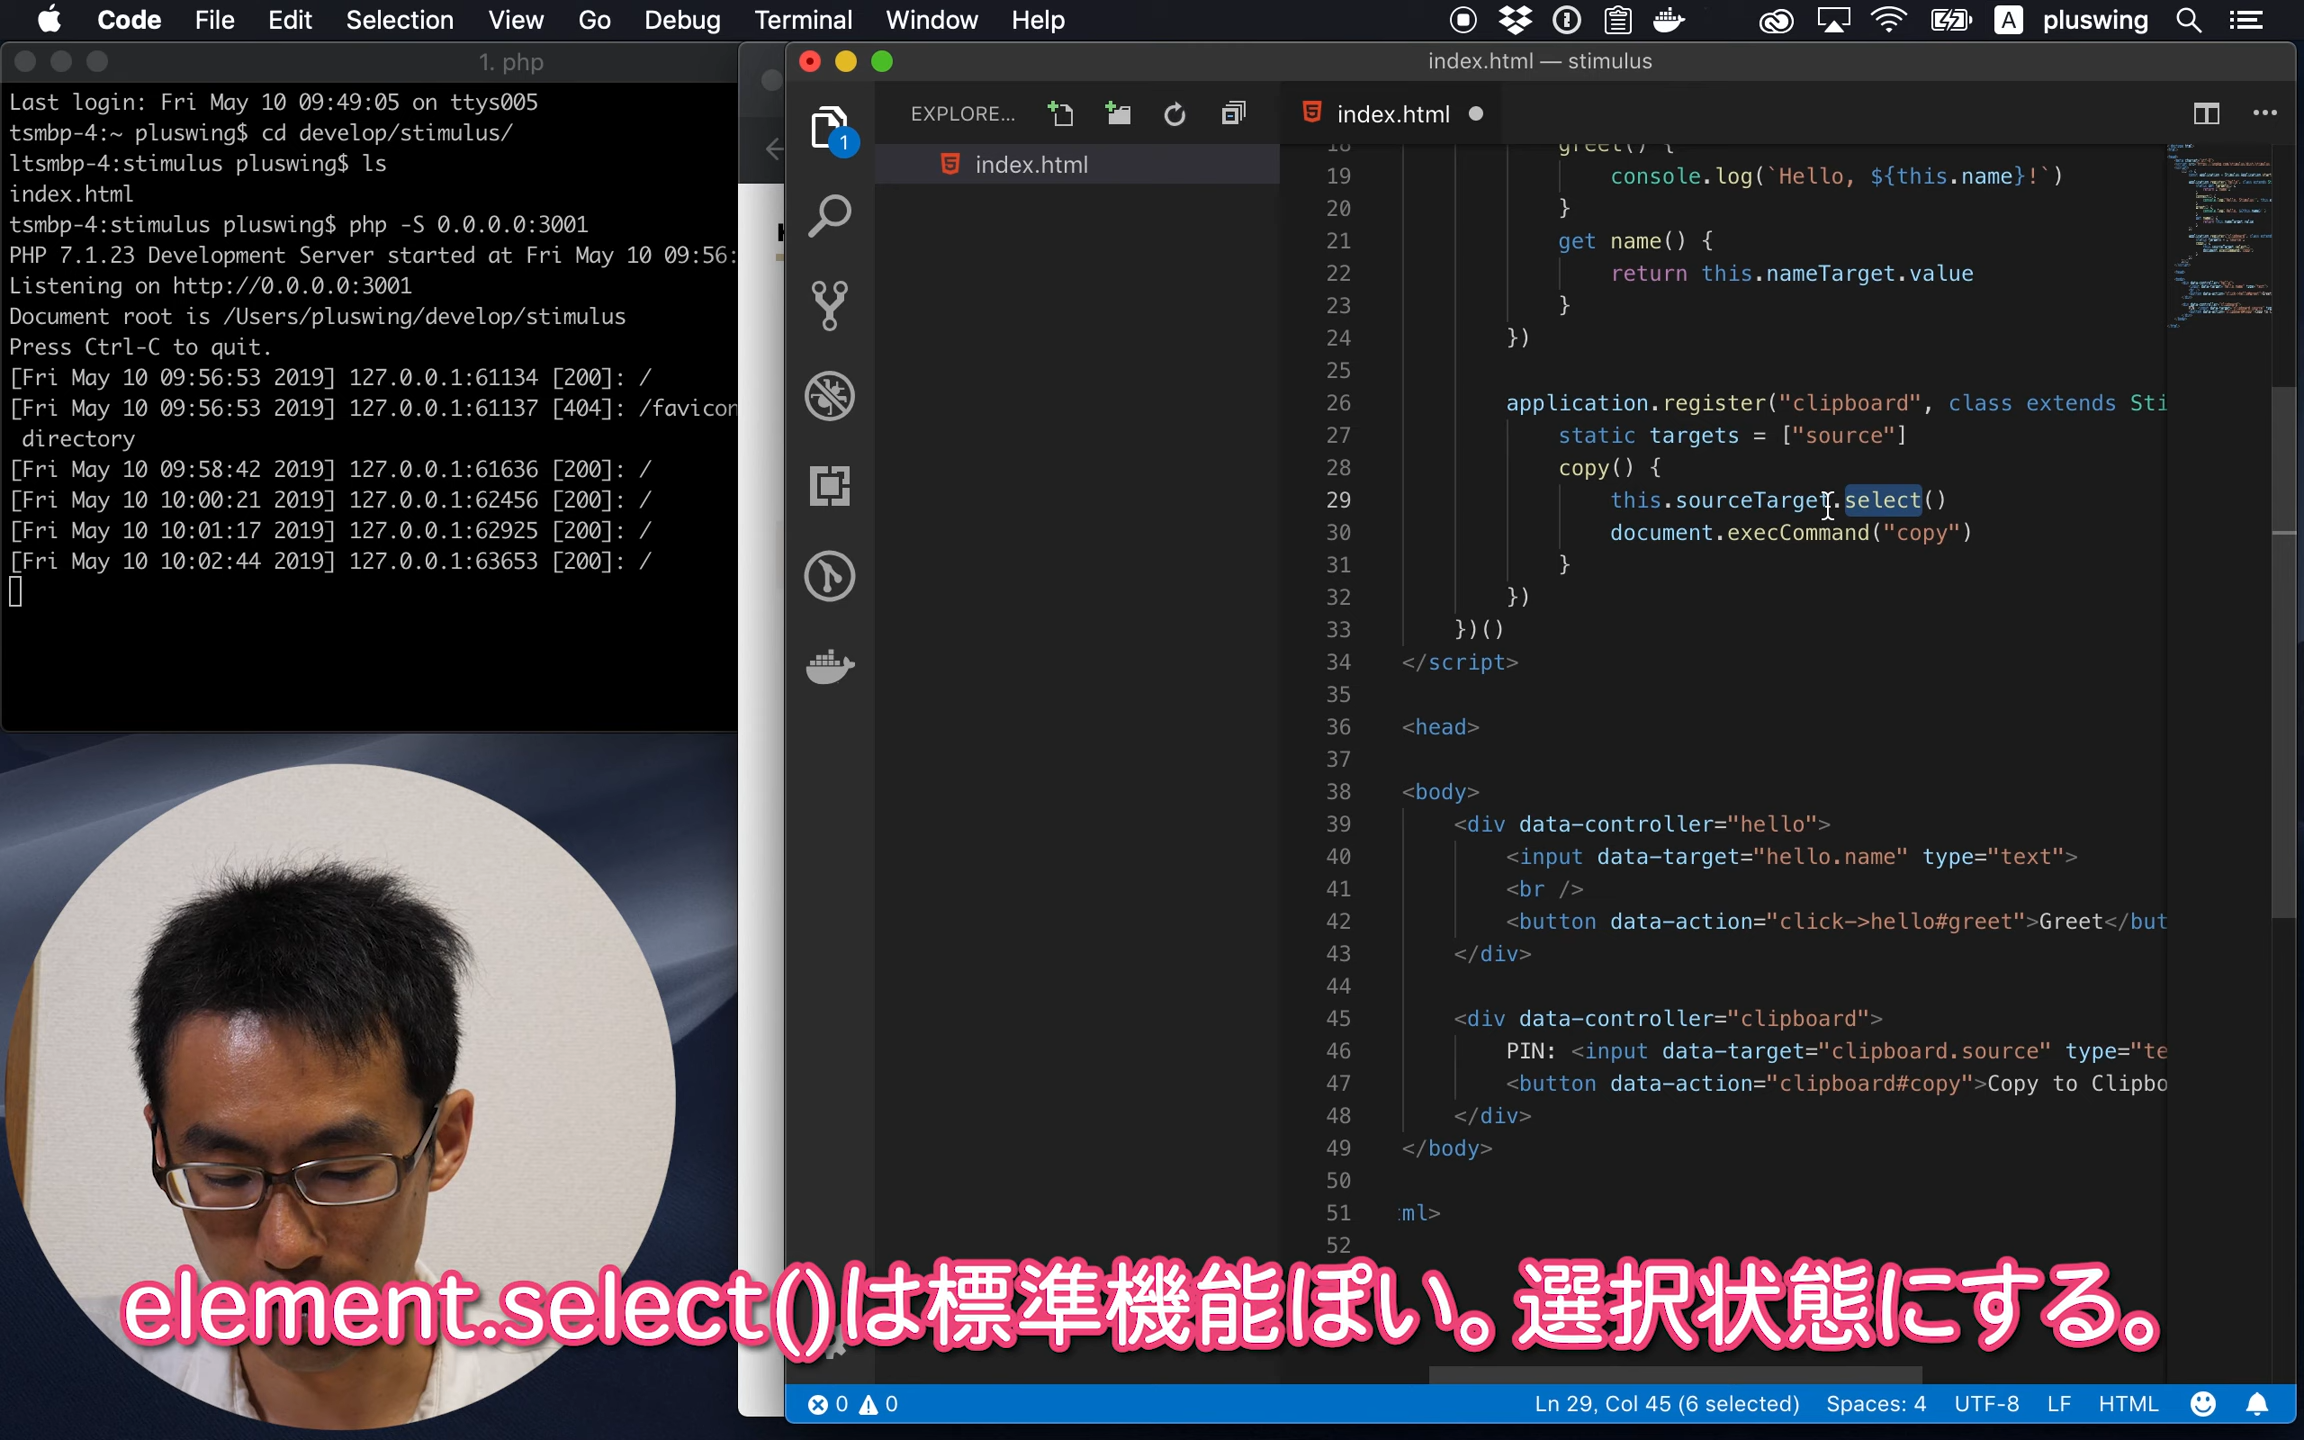 Code File Edit Selection View Go Debug Terminal Window Help A pluswing
1. php
Last login: Fri May 10 09:49:05 on ttys005
tsmbp-4:~ pluswing$ cd develop/stimulus/
ltsmbp-4:stimulus pluswing$ ls
index.html
tsmbp-4:stimulus pluswing$ php -S 0.0.0.0:3001
PHP 7.1.23 Development Server started at Fri May 10 09:56:
Listening on http://0.0.0.0:3001
Document root is /Users/pluswing/develop/stimulus
Press Ctrl-C to quit.
[Fri May 10 09:56:53 2019] 127.0.0.1:61134 [200]: /
[Fri May 10 09:56:53 2019] 127.0.0.1:61137 [404]: /favicon
directory
[Fri May 10 09:58:42 2019] 127.0.0.1:61636 [200]: /
[Fri May 10 10:00:21 2019] 127.0.0.1:62456 [200]: /
[Fri May 10 10:01:17 2019] 127.0.0.1:62925 [200]: /
[Fri May 10 10:02:44 2019] 127.0.0.1:63653 [200]: /
index.html — stimulus
1
EXPLORE...
index.html
index.html
18 greet() {
19 console.log(`Hello, ${this.name}!`)
20 }
21 get name() {
22 return this.nameTarget.value
23 }
24 })
25
26 application.register("clipboard", class extends Sti
27 static targets = ["source"]
28 copy() {
29 this.sourceTarget.select()
30 document.execCommand("copy")
31 }
32 })
33 })()
34 </script>
35
36 <head>
37
38 <body>
39 <div data-controller="hello">
40 <input data-target="hello.name" type="text">
41 <br />
42 <button data-action="click->hello#greet">Greet</but
43 </div>
44
45 <div data-controller="clipboard">
46 PIN: <input data-target="clipboard.source" type="te
47 <button data-action="clipboard#copy">Copy to Clipbo
48 </div>
49 </body>
50
51 ml>
52
element.select()は標準機能ぽい。選択状態にする。
0 0 Ln 29, Col 45 (6 selected) Spaces: 4 UTF-8 LF HTML